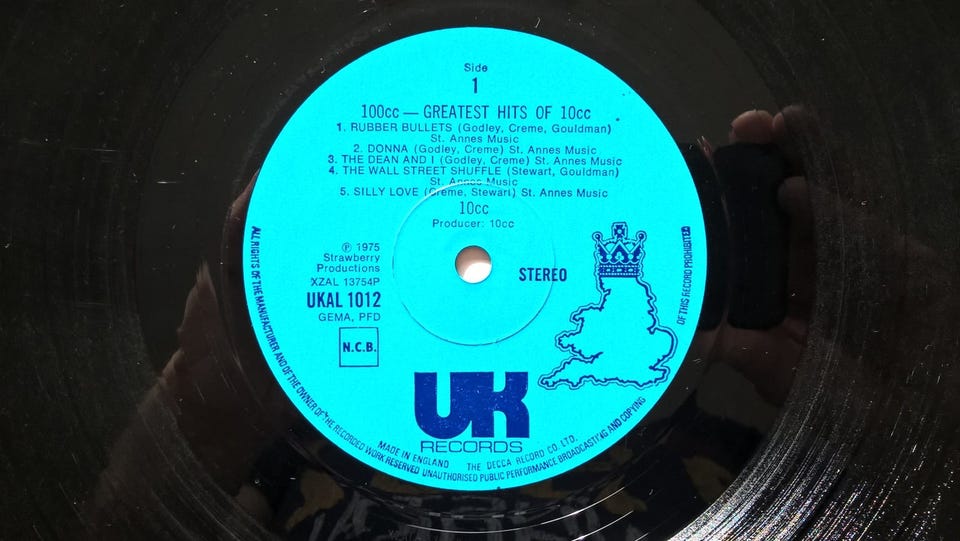 Side
1
100cc — GREATEST HITS OF 10cc
1. RUBBER BULLETS (Godley, Creme, Gouldman)
St. Annes Music
2. DONNA (Godley, Creme) St. Annes Music
3. THE DEAN AND I (Godley, Creme) St. Annes Music
4. THE WALL STREET SHUFFLE (Stewart, Gouldman)
St. Annes Music
5. SILLY LOVE (Creme, Stewart) St. Annes Music
10cc
Producer: 10cc
℗ 1975
Strawberry
Productions
XZAL 13754P
UKAL 1012
GEMA, PFD
N.C.B.
STEREO
UK
RECORDS
MADE IN ENGLAND THE DECCA RECORD CO. LTD.
ALL RIGHTS OF THE MANUFACTURER AND OF THE OWNER OF THE RECORDED WORK RESERVED UNAUTHORISED PUBLIC PERFORMANCE BROADCASTING AND COPYING OF THIS RECORD PROHIBITED